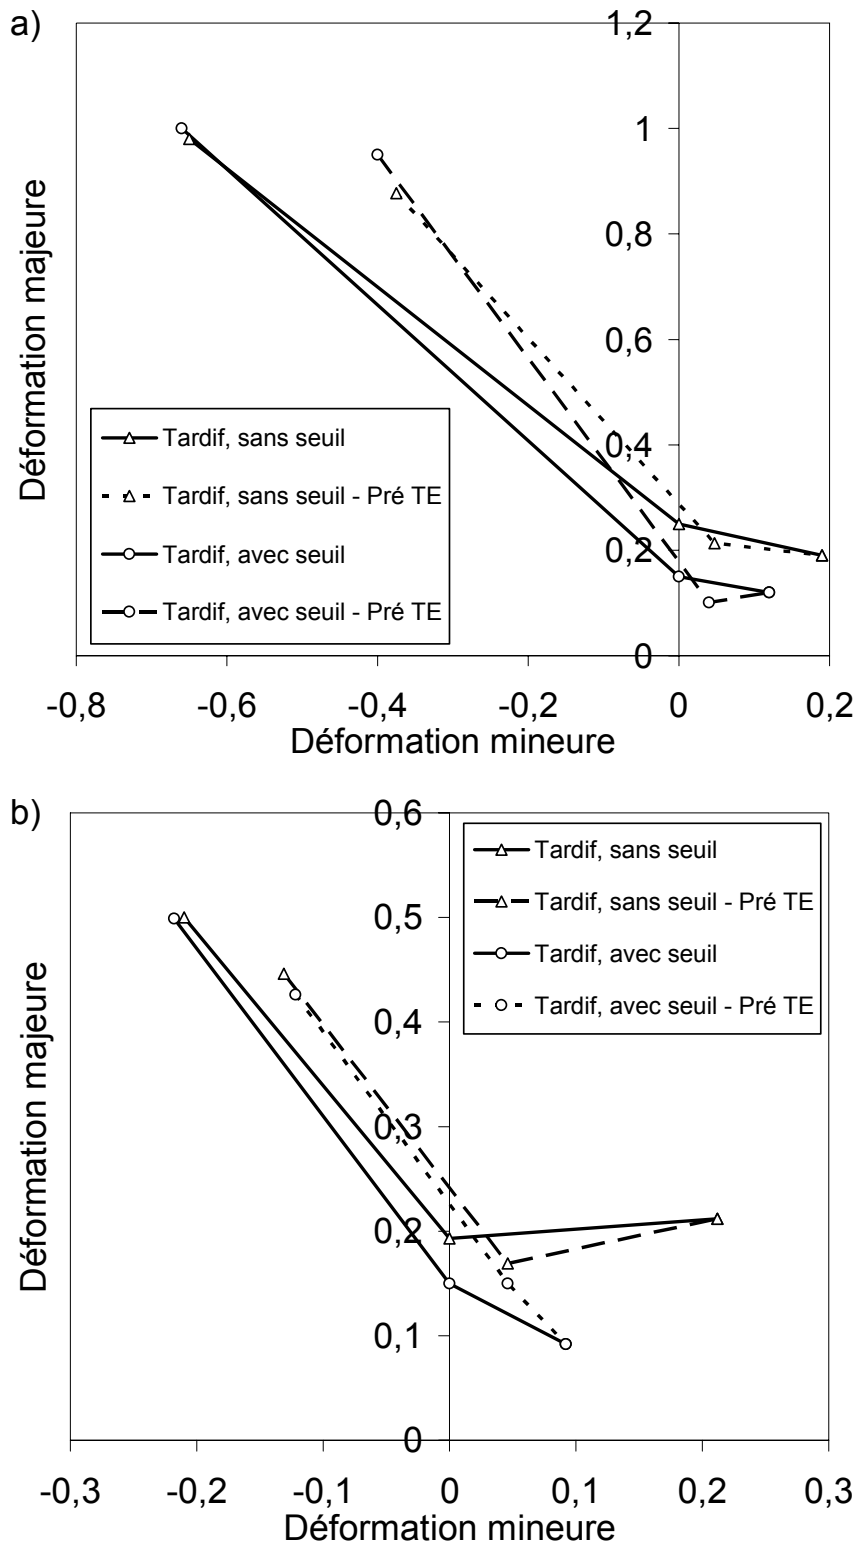 a)
1,2
1
0,8
0,6
0,4
0,2
0
Déformation majeure
Tardif, sans seuil
Tardif, sans seuil - Pré TE
Tardif, avec seuil
Tardif, avec seuil - Pré TE
-0,8 -0,6 -0,4 -0,2 0 0,2
Déformation mineure
b)
0,6
0,5
0,4
0,3
0,2
0,1
0
Déformation majeure
Tardif, sans seuil
Tardif, sans seuil - Pré TE
Tardif, avec seuil
Tardif, avec seuil - Pré TE
-0,3 -0,2 -0,1 0 0,1 0,2 0,3
Déformation mineure